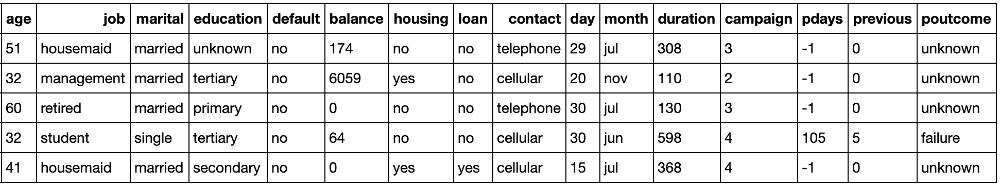 age job marital education default balance housing loan contact day month duration campaign pdays previous poutcome
51 housemaid married unknown no 174 no no telephone 29 jul 308 3 -1 0 unknown
32 management married tertiary no 6059 yes no cellular 20 nov 110 2 -1 0 unknown
60 retired married primary no 0 no no telephone 30 jul 130 3 -1 0 unknown
32 student single tertiary no 64 no no cellular 30 jun 598 4 105 5 failure
41 housemaid married secondary no 0 yes yes cellular 15 jul 368 4 -1 0 unknown